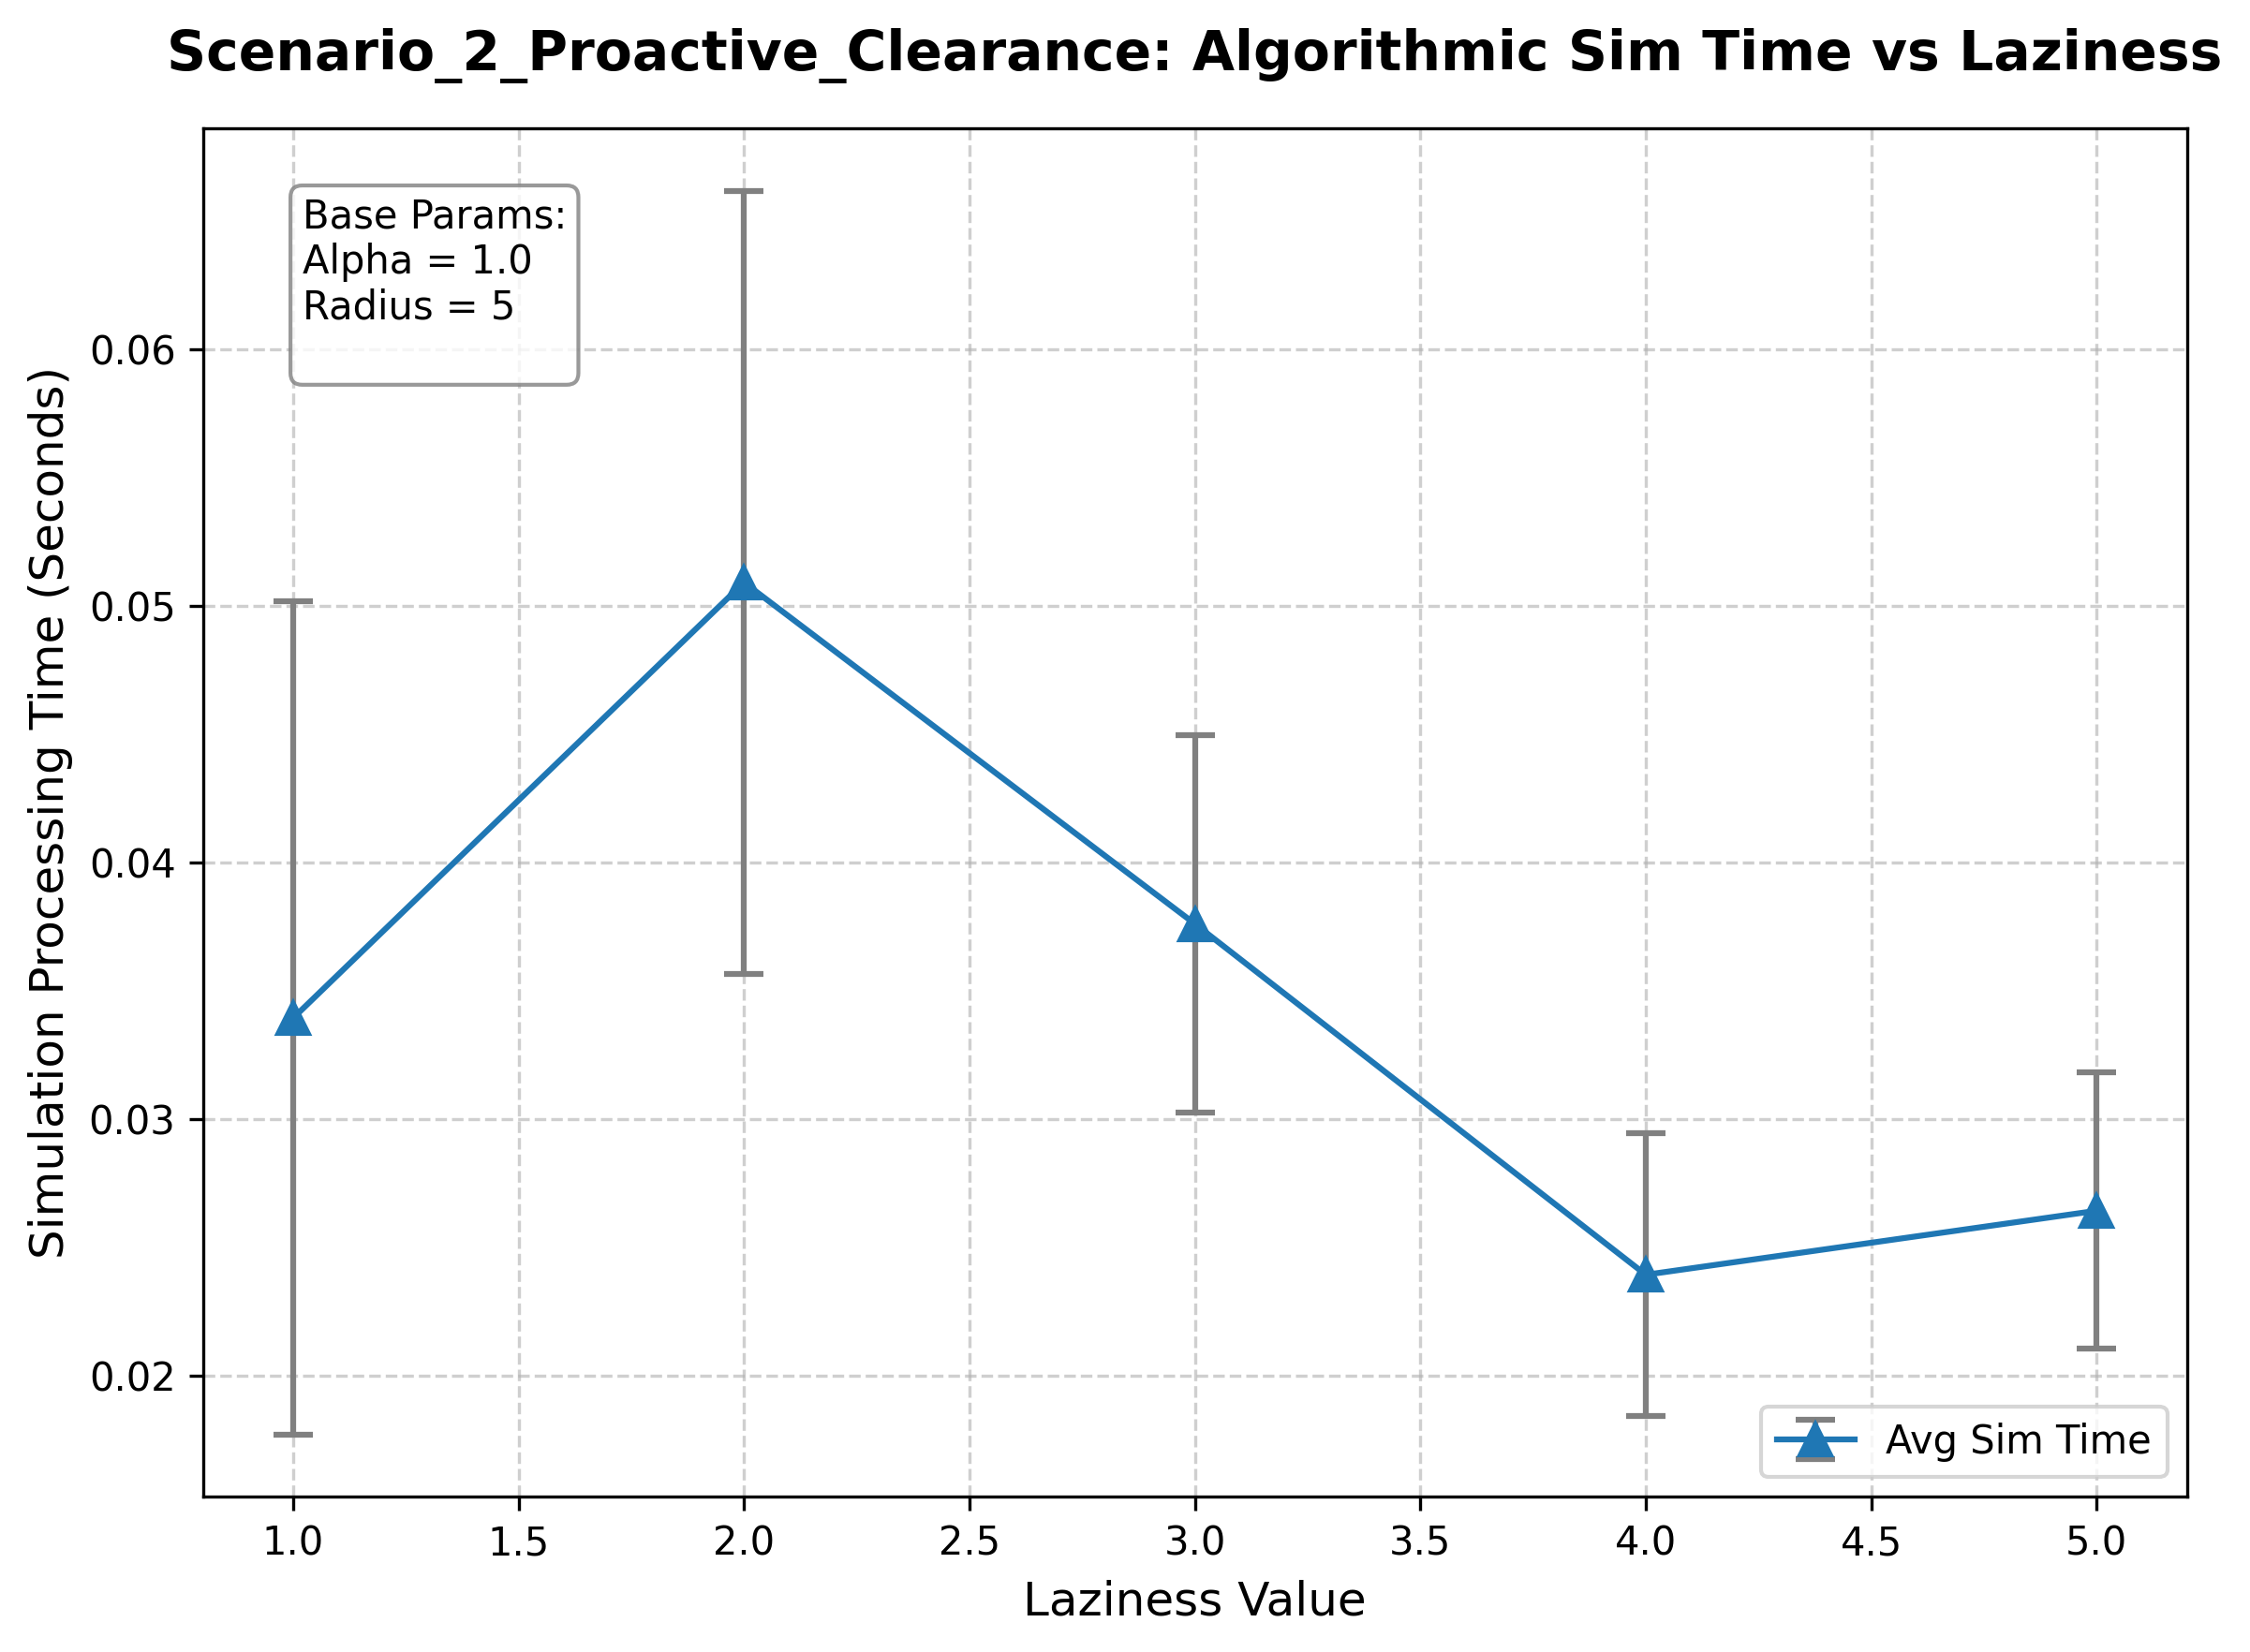 Scenario_2_Proactive_Clearance: Algorithmic Sim Time vs Laziness
Base Params:
Alpha = 1.0
Radius = 5
Simulation Processing Time (Seconds)
0.06
0.05
0.04
0.03
0.02
Avg Sim Time
1.0 1.5 2.0 2.5 3.0 3.5 4.0 4.5 5.0
Laziness Value